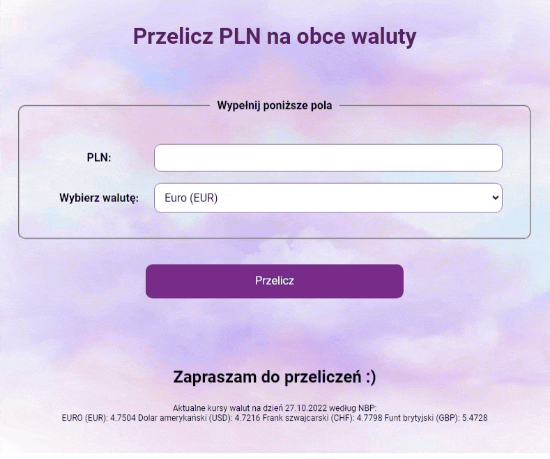 Przelicz PLN na obce waluty
Wypełnij poniższe pola
PLN:
Wybierz walutę:
Euro (EUR)
Przelicz
Zapraszam do przeliczeń :)
Aktualne kursy walut na dzień 27.10.2022 według NBP:
EURO (EUR): 4.7504 Dolar amerykański (USD): 4.7216 Frank szwajcarski (CHF): 4.7798 Funt brytyjski (GBP): 5.4728